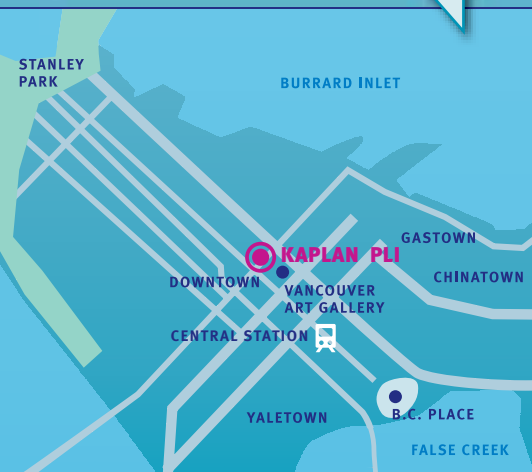 STANLEY
PARK
BURRARD INLET
GASTOWN
KAPLAN PLI
CHINATOWN
DOWNTOWN
VANCOUVER
ART GALLERY
CENTRAL STATION
B.C. PLACE
YALETOWN
FALSE CREEK